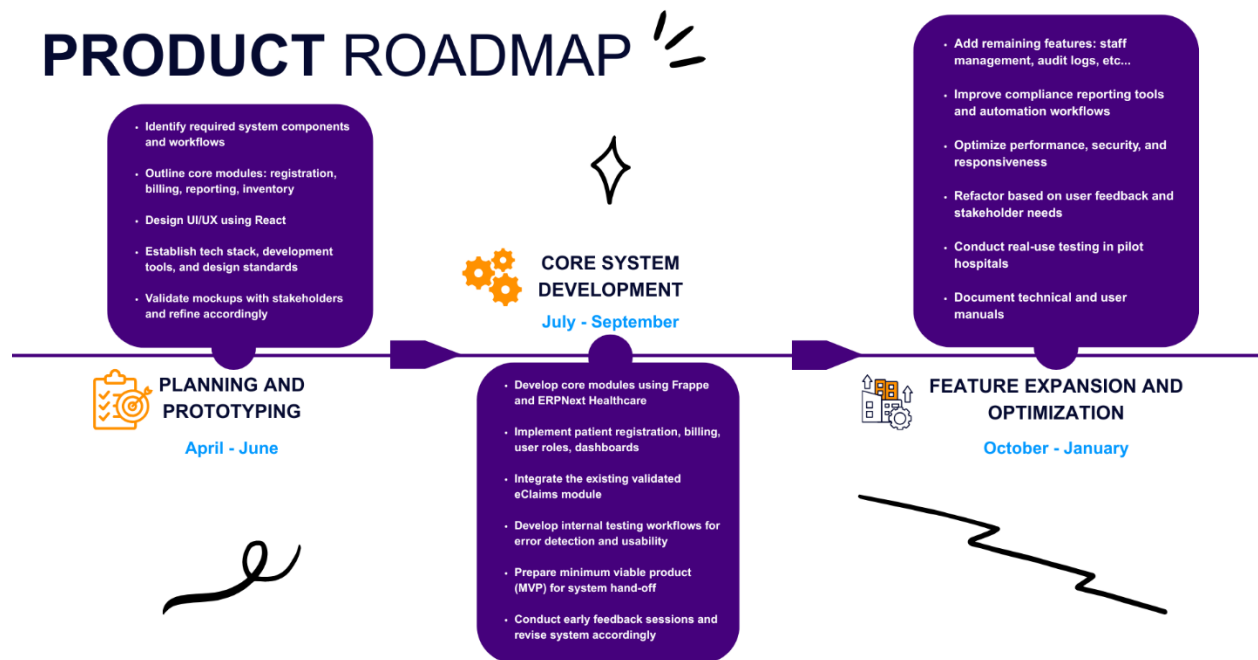 PRODUCT ROADMAP
• Identify required system components
and workflows
• Outline core modules: registration,
billing, reporting, inventory
• Design UI/UX using React
• Establish tech stack, development
tools, and design standards
• Validate mockups with stakeholders
and refine accordingly
PLANNING AND
PROTOTYPING
April - June
CORE SYSTEM
DEVELOPMENT
July - September
• Develop core modules using Frappe
and ERPNext Healthcare
• Implement patient registration, billing,
user roles, dashboards
• Integrate the existing validated
eClaims module
• Develop internal testing workflows for
error detection and usability
• Prepare minimum viable product
(MVP) for system hand-off
• Conduct early feedback sessions and
revise system accordingly
• Add remaining features: staff
management, audit logs, etc...
• Improve compliance reporting tools
and automation workflows
• Optimize performance, security, and
responsiveness
• Refactor based on user feedback and
stakeholder needs
• Conduct real-use testing in pilot
hospitals
• Document technical and user
manuals
FEATURE EXPANSION AND
OPTIMIZATION
October - January